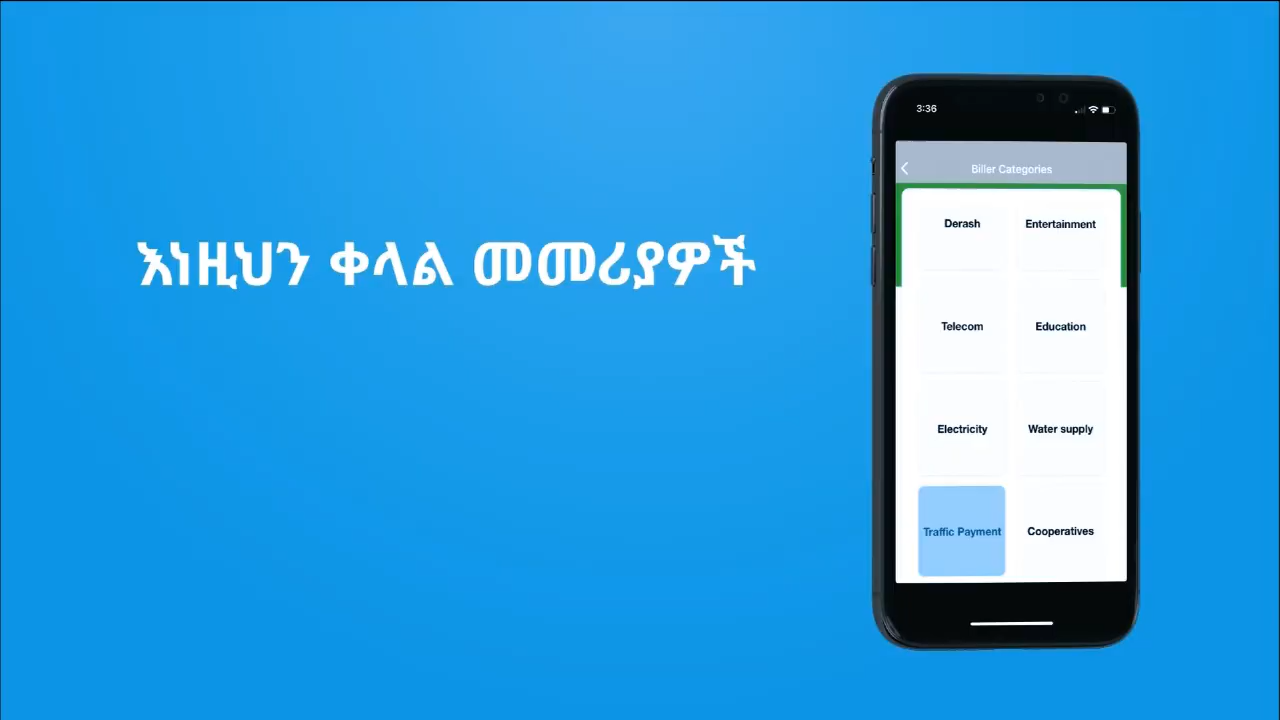 እነዚህን ቀላል መመሪያዎች
3:36
Biller Categories
Derash
Entertainment
Telecom
Education
Electricity
Water supply
Traffic Payment
Cooperatives